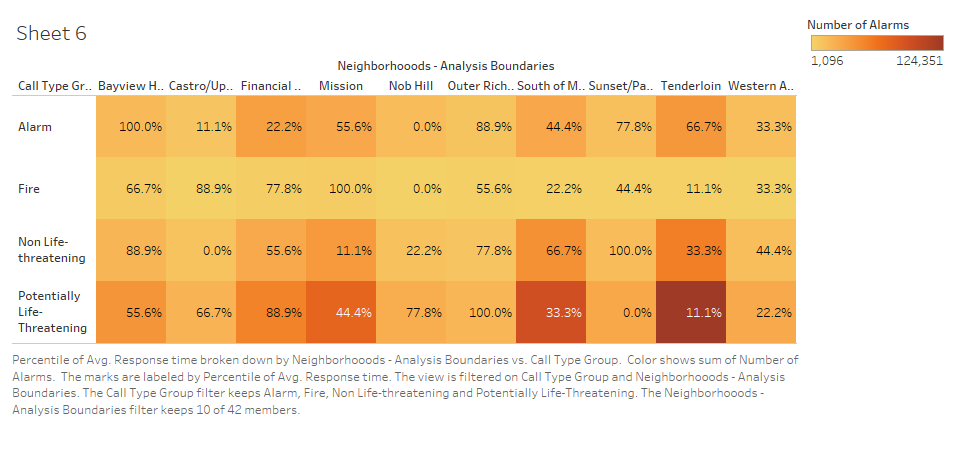 Sheet 6
Number of Alarms
1,096 124,351
Neighborhooods - Analysis Boundaries
Call Type Gr.. Bayview H.. Castro/Up.. Financial .. Mission Nob Hill Outer Rich.. South of M.. Sunset/Pa.. Tenderloin Western A..
Alarm 100.0% 11.1% 22.2% 55.6% 0.0% 88.9% 44.4% 77.8% 66.7% 33.3%
Fire 66.7% 88.9% 77.8% 100.0% 0.0% 55.6% 22.2% 44.4% 11.1% 33.3%
Non Life-
threatening 88.9% 0.0% 55.6% 11.1% 22.2% 77.8% 66.7% 100.0% 33.3% 44.4%
Potentially
Life-
Threatening 55.6% 66.7% 88.9% 44.4% 77.8% 100.0% 33.3% 0.0% 11.1% 22.2%
Percentile of Avg. Response time broken down by Neighborhooods - Analysis Boundaries vs. Call Type Group. Color shows sum of Number of
Alarms. The marks are labeled by Percentile of Avg. Response time. The view is filtered on Call Type Group and Neighborhooods - Analysis
Boundaries. The Call Type Group filter keeps Alarm, Fire, Non Life-threatening and Potentially Life-Threatening. The Neighborhooods -
Analysis Boundaries filter keeps 10 of 42 members.